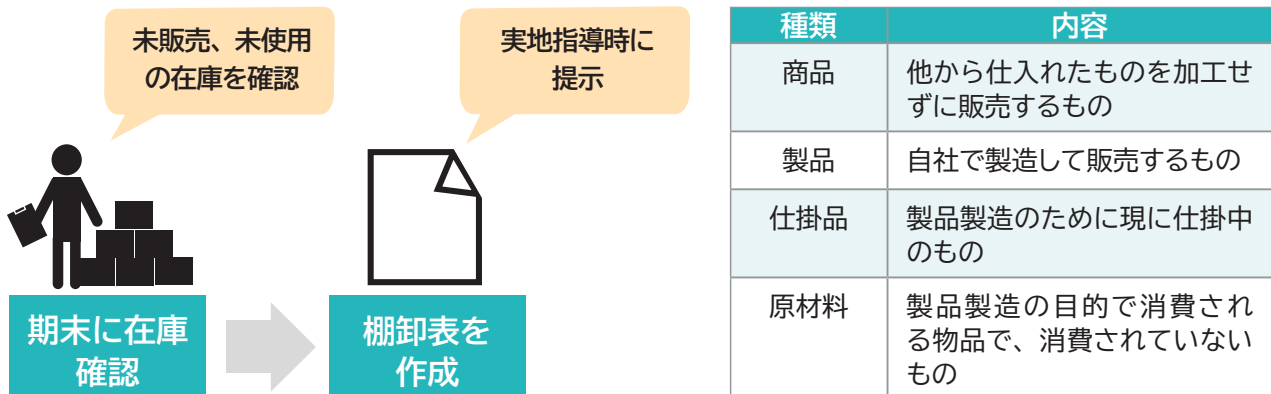 未販売、未使用
の在庫を確認
実地指導時に
提示
期末に在庫
確認
棚卸表を
作成
種類 内容
商品 他から仕入れたものを加工せ
ずに販売するもの
製品 自社で製造して販売するもの
仕掛品 製品製造のために現に仕掛中
のもの
原材料 製品製造の目的で消費され
る物品で、消費されていない
もの